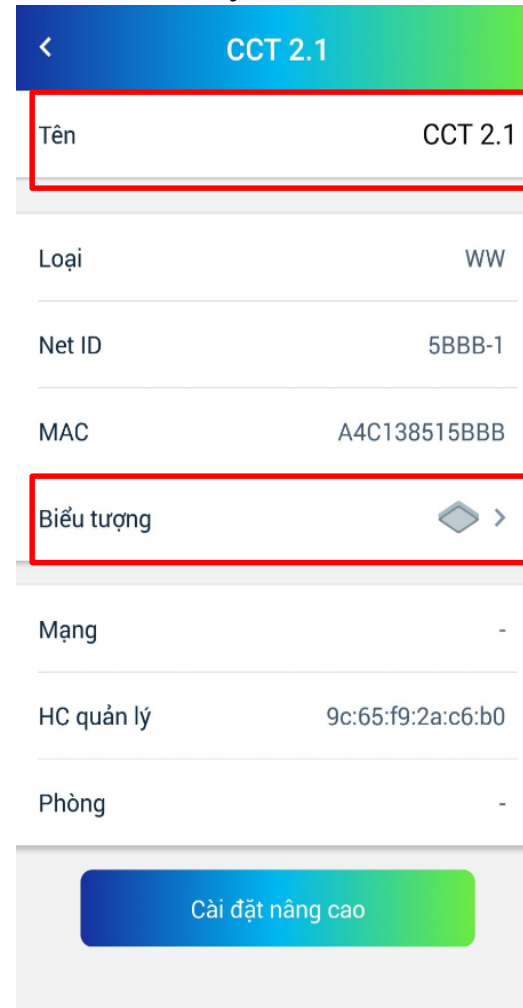 CCT 2.1
Tên CCT 2.1
Loại WW
Net ID 5BBB-1
MAC A4C138515BBB
Biểu tượng
Mạng -
HC quản lý 9c:65:f9:2a:c6:b0
Phòng -
Cài đặt nâng cao